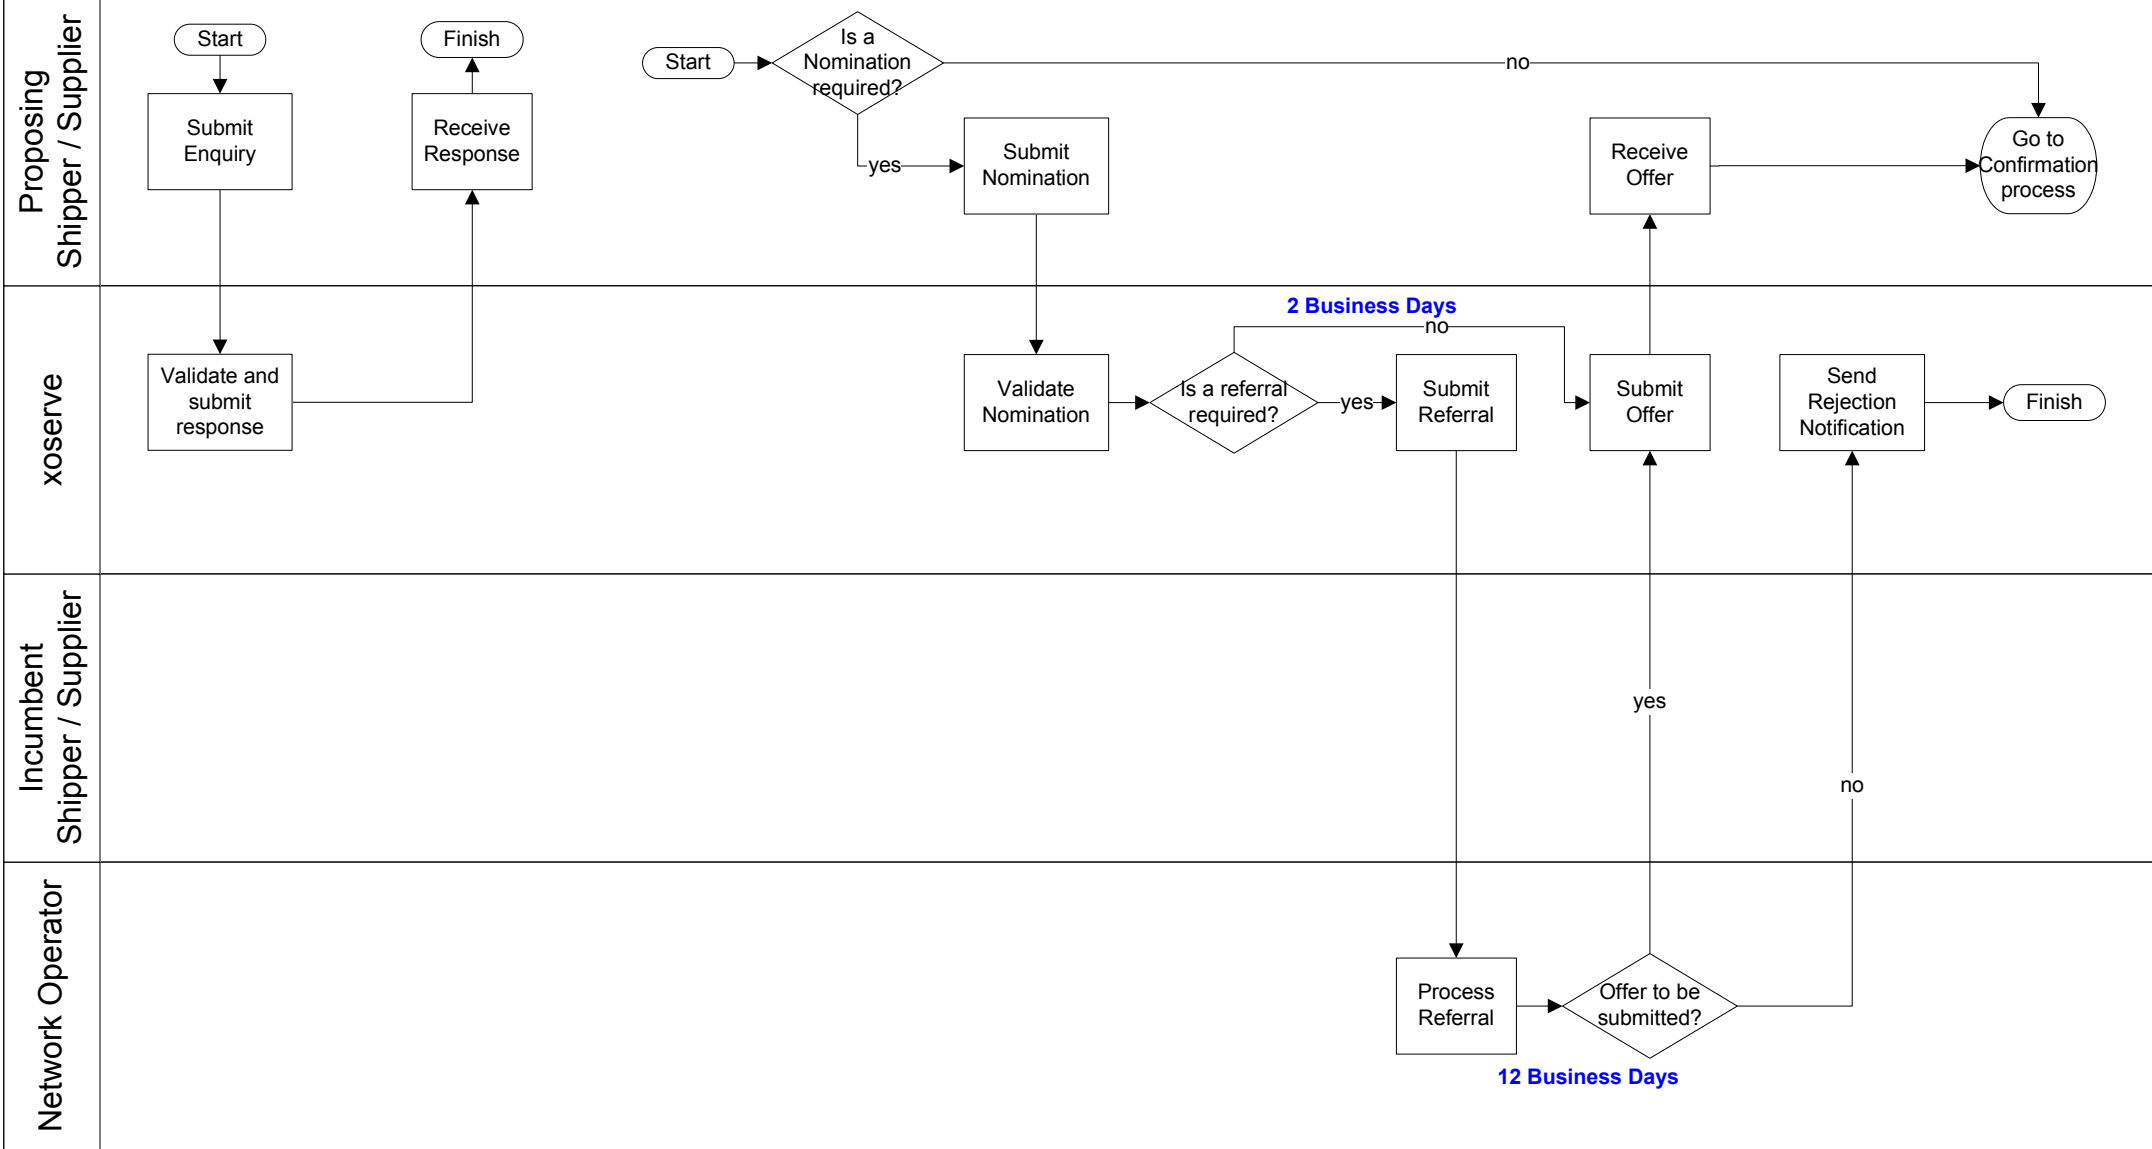 Proposing
Shipper / Supplier
Start
Submit
Enquiry
Finish
Receive
Response
Start
Is a
Nomination
required?
no
yes
Submit
Nomination
Receive
Offer
Go to
Confirmation
process
xoserve
Validate and
submit
response
Validate
Nomination
Is a referral
required?
2 Business Days
no
yes
Submit
Referral
Submit
Offer
Send
Rejection
Notification
Finish
Incumbent
Shipper / Supplier
yes
no
Network Operator
Process
Referral
Offer to be
submitted?
12 Business Days